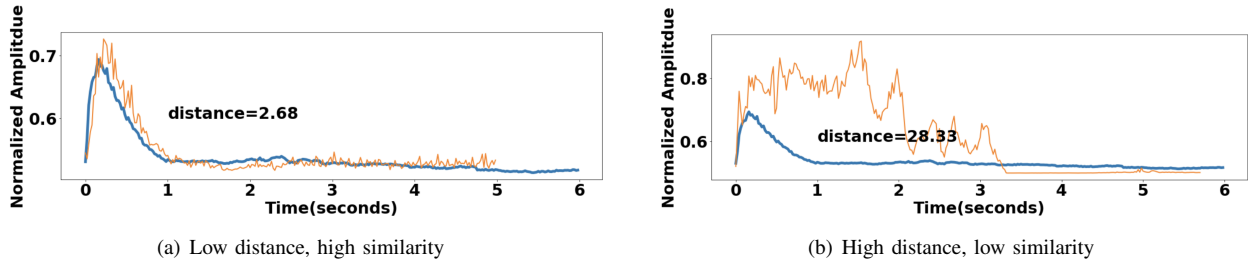 Normalized Amplitdue
0.7
0.6
distance=2.68
0 1 2 3 4 5 6
Time(seconds)
(a) Low distance, high similarity
Normalized Amplitdue
0.8
0.6
distance=28.33
0 1 2 3 4 5 6
Time(seconds)
(b) High distance, low similarity